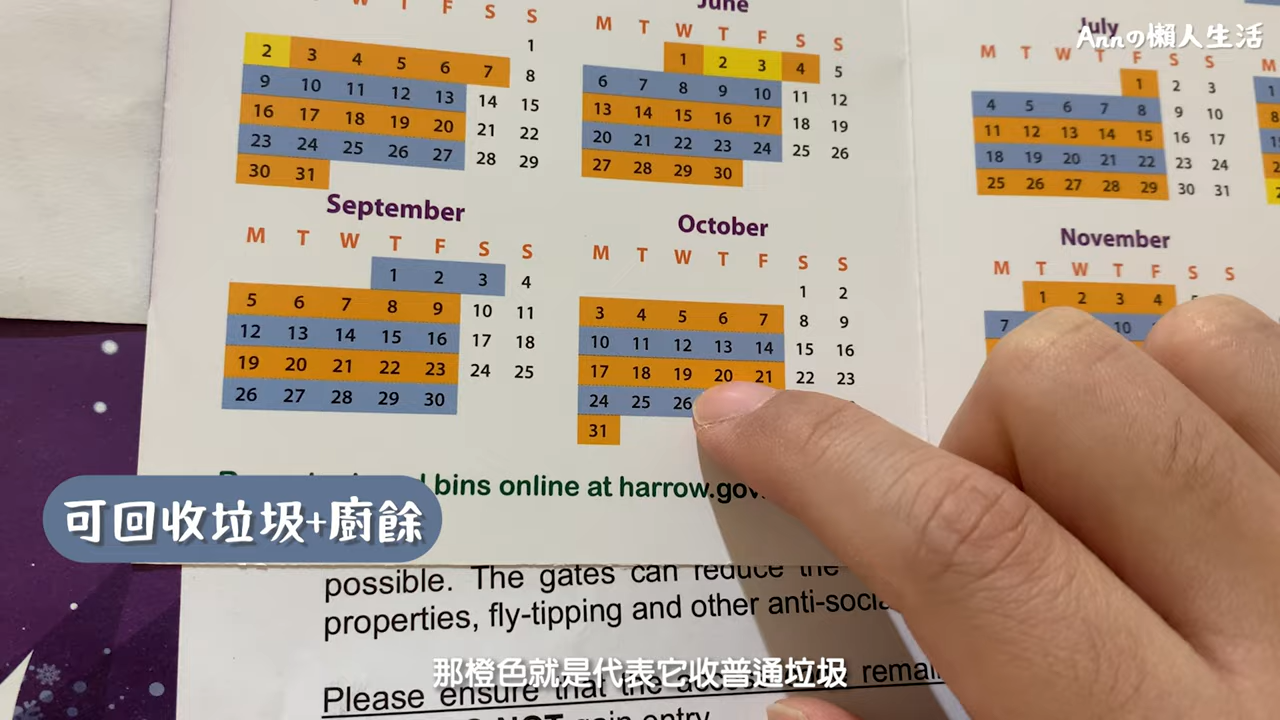 Annの懶人生活
June
July
T F S S
M T W T F S S
M T W T F S S
M
1
2 3 4 5 6 7 8
9 10 11 12 13 14 15
16 17 18 19 20 21 22
23 24 25 26 27 28 29
30 31
1 2 3 4 5
6 7 8 9 10 11 12
13 14 15 16 17 18 19
20 21 22 23 24 25 26
27 28 29 30
1 2 3
4 5 6 7 8 9 10
11 12 13 14 15 16 17
18 19 20 21 22 23 24
25 26 27 28 29 30 31
September
M T W T F S S
1 2 3 4
5 6 7 8 9 10 11
12 13 14 15 16 17 18
19 20 21 22 23 24 25
26 27 28 29 30
October
M T W T F S S
1 2
3 4 5 6 7 8 9
10 11 12 13 14 15 16
17 18 19 20 21 22 23
24 25 26
31
November
M T W T F S S
1 2 3 4
7 10
bins online at harrow.gov.
可回收垃圾+廚餘
possible. The gates can reduce the
properties, fly-tipping and other anti-socia
那橙色就是代表它收普通垃圾
Please ensure that the access remai
NOT gain entry